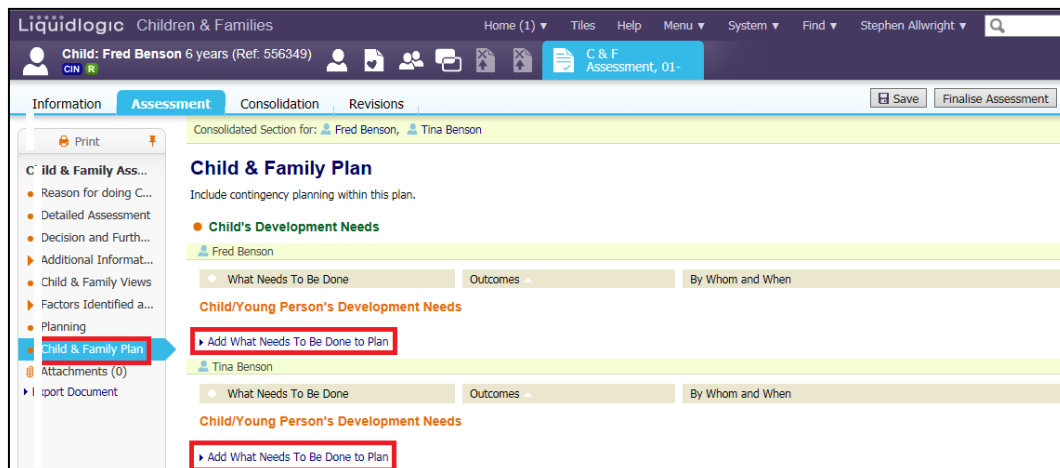 Liquidlogic Children & Families Home (1) ▼ Tiles Help Menu ▼ System ▼ Find ▼ Stephen Allwright ▼
Child: Fred Benson 6 years (Ref: 556349)
CIN R
C & F
Assessment, 01-
Information Assessment Consolidation Revisions Save Finalise Assessment
Print
Consolidated Section for: Fred Benson, Tina Benson
C ild & Family Ass...
Reason for doing C...
Detailed Assessment
Decision and Furth...
Additional Informat...
Child & Family Views
Factors Identified a...
Planning
Child & Family Plan
Attachments (0)
E xport Document
Child & Family Plan
Include contingency planning within this plan.
Child's Development Needs
Fred Benson
What Needs To Be Done Outcomes By Whom and When
Child/Young Person's Development Needs
Add What Needs To Be Done to Plan
Tina Benson
What Needs To Be Done Outcomes By Whom and When
Child/Young Person's Development Needs
Add What Needs To Be Done to Plan